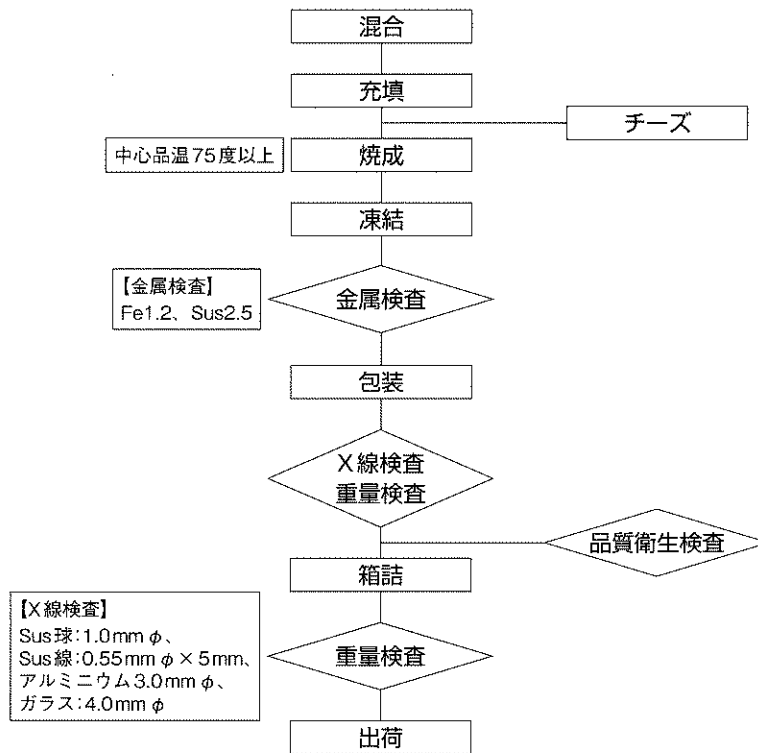 混合
充填
チーズ
中心品温75度以上
焼成
凍結
【金属検査】
Fe1.2、Sus2.5
金属検査
包装
X線検査
重量検査
品質衛生検査
箱詰
【X線検査】
Sus球:1.0mmφ、
Sus線:0.55mmφ×5mm、
アルミニウム3.0mmφ、
ガラス:4.0mmφ
重量検査
出荷